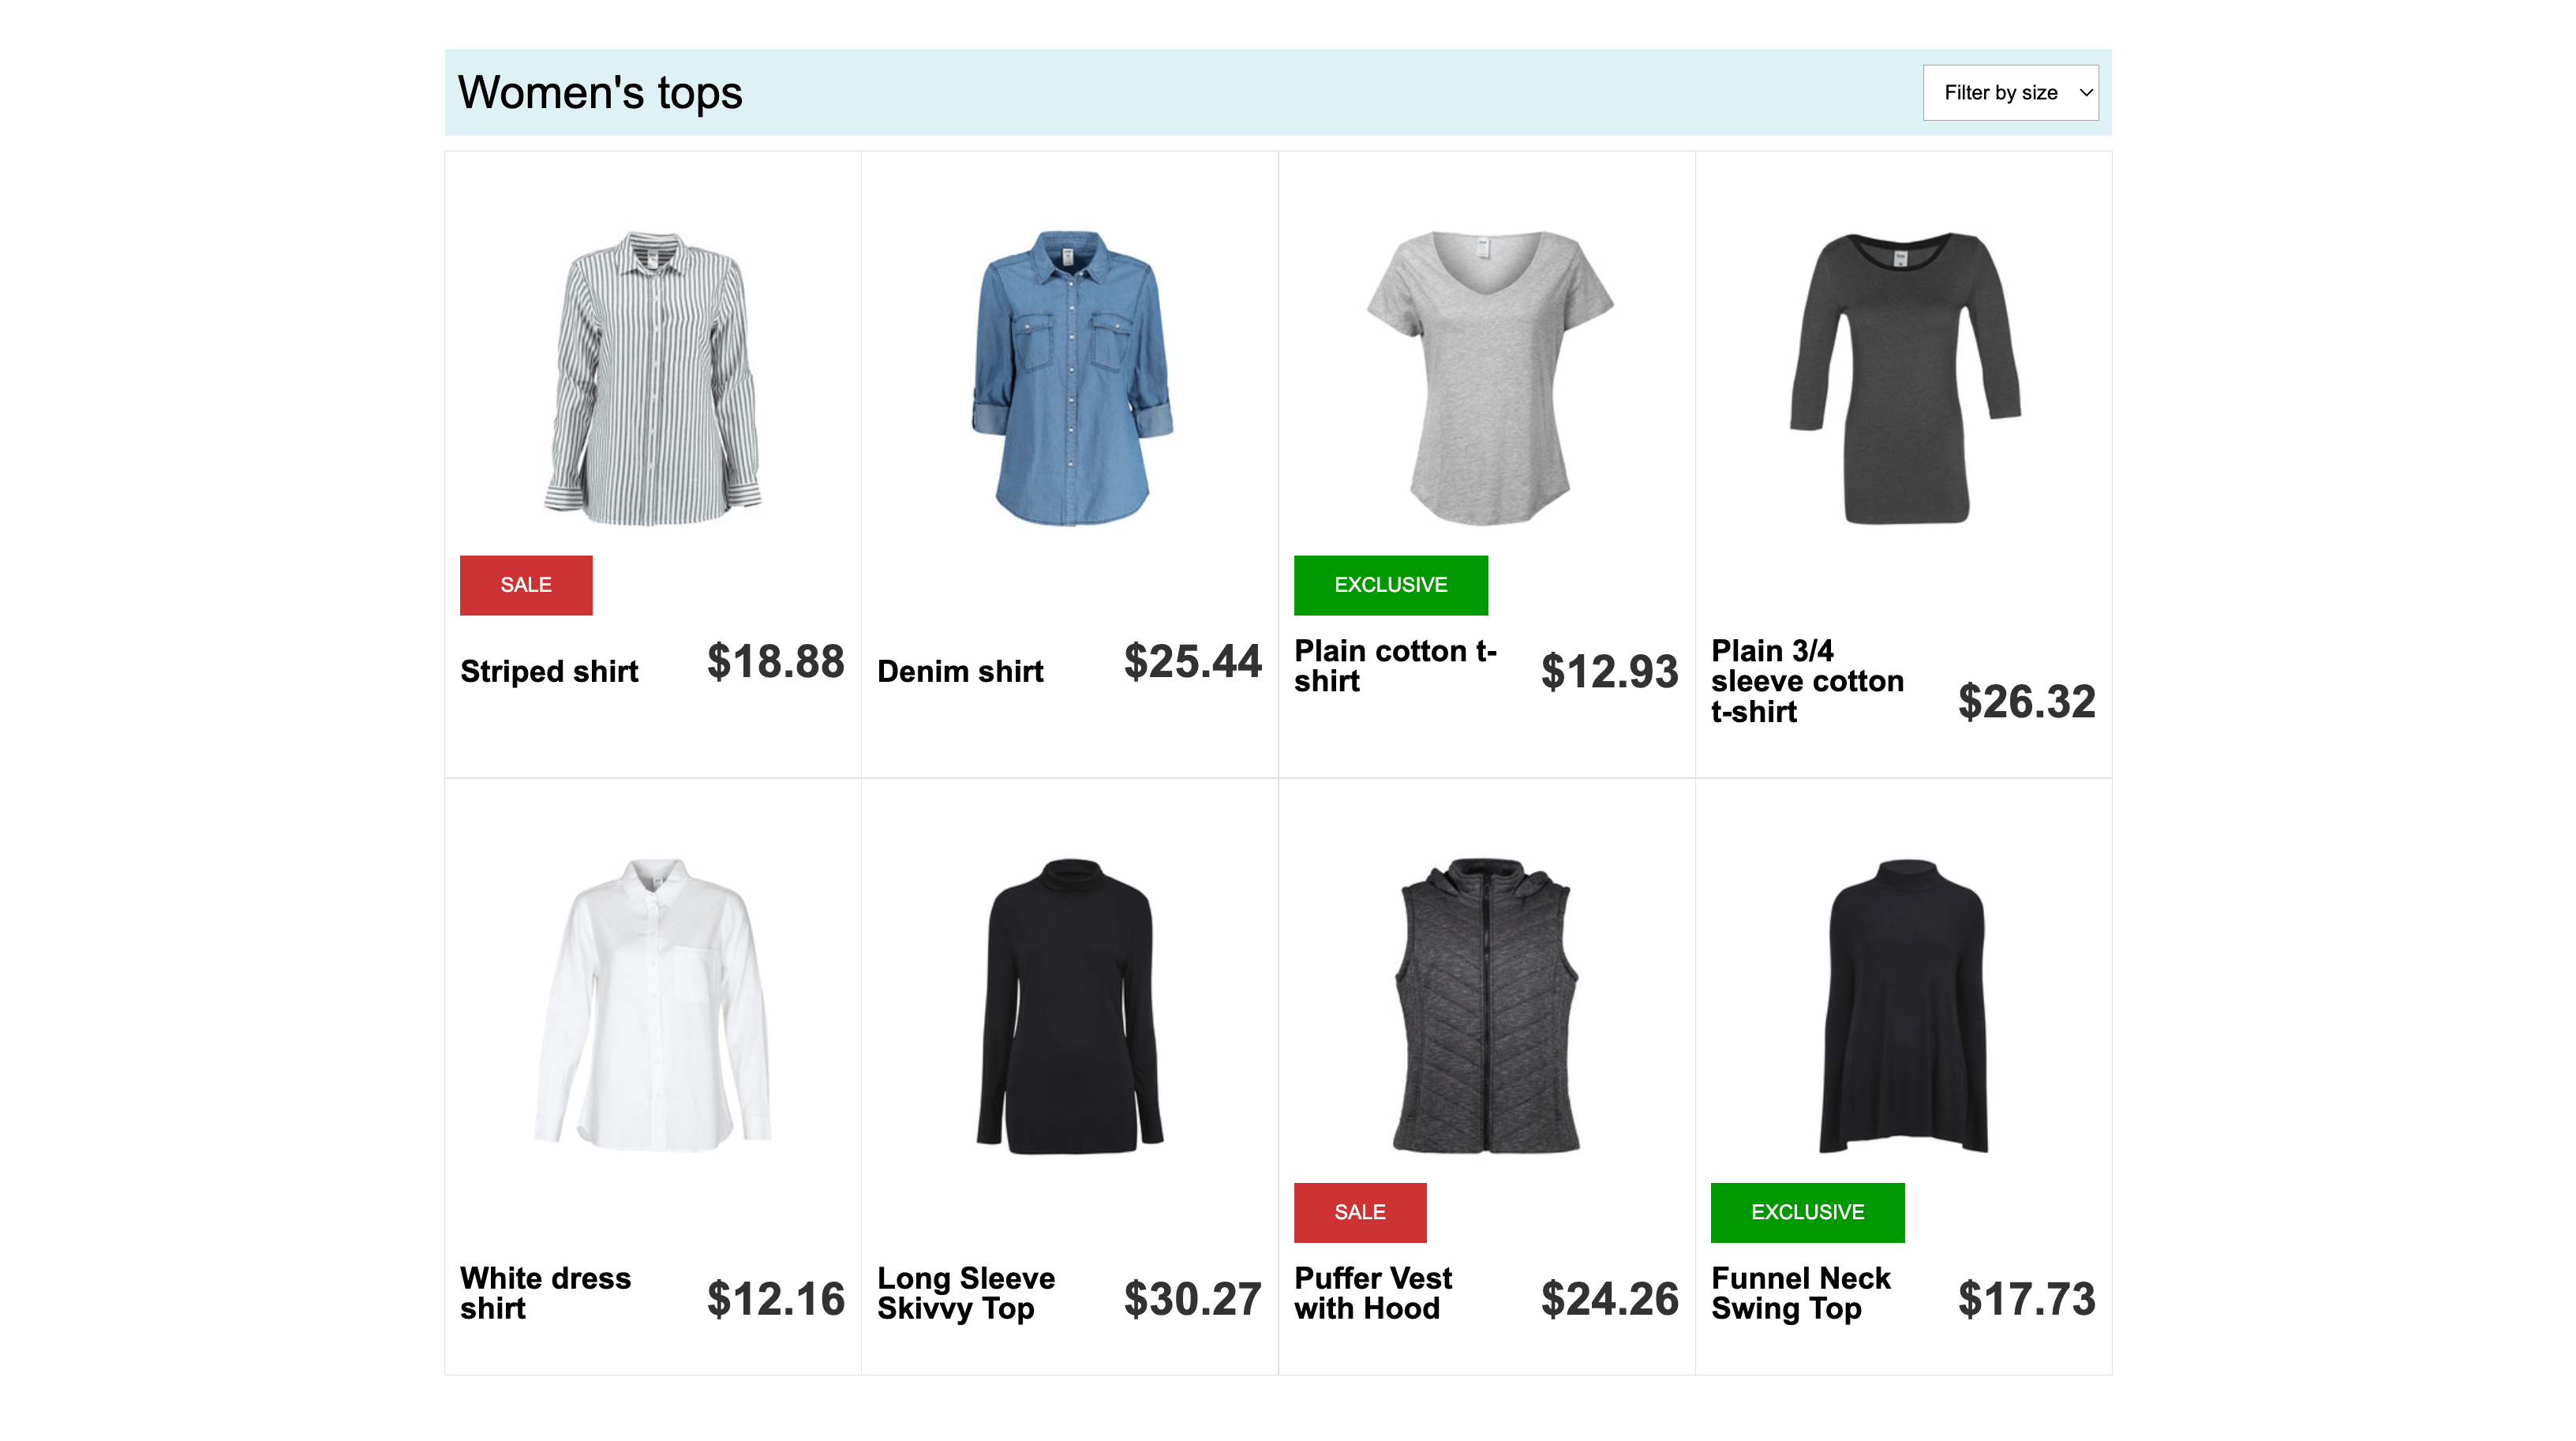 Women's tops
Filter by size
SALE
Striped shirt
$18.88
Denim shirt
$25.44
EXCLUSIVE
Plain cotton t-
shirt
$12.93
Plain 3/4
sleeve cotton
t-shirt
$26.32
White dress
shirt
$12.16
Long Sleeve
Skivvy Top
$30.27
SALE
Puffer Vest
with Hood
$24.26
EXCLUSIVE
Funnel Neck
Swing Top
$17.73